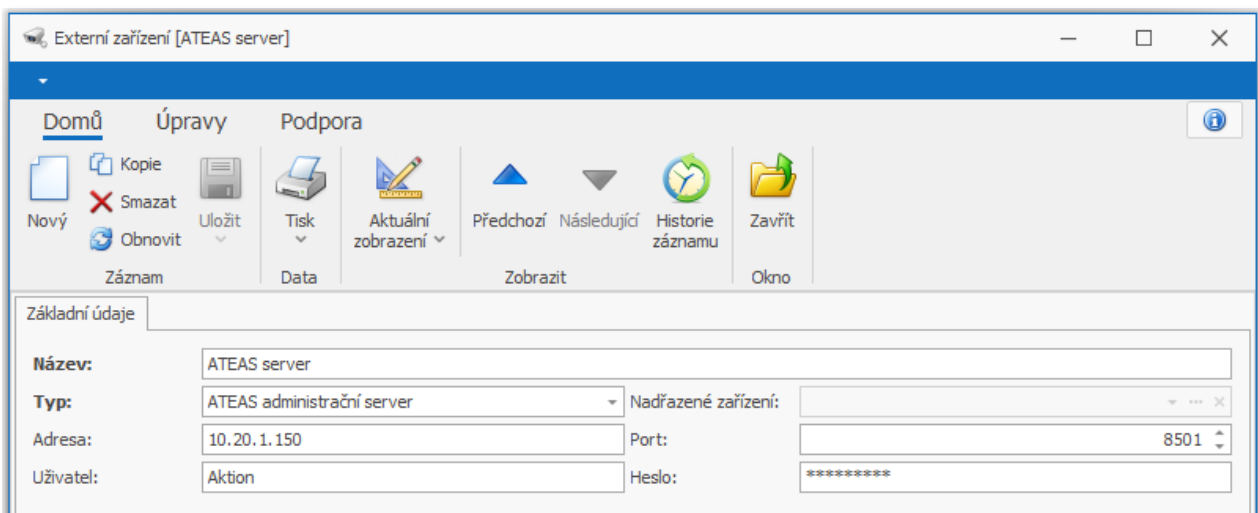 Externí zařízení [ATEAS server]
Domů Úpravy Podpora
Nový
Kopie
Smazat
Obnovit
Uložit
Záznam
Tisk
Data
Aktuální
zobrazení
Předchozí
Následující
Historie
záznamu
Zobrazit
Zavřít
Okno
Základní údaje
Název: ATEAS server
Typ: ATEAS administrační server Nadřazené zařízení:
Adresa: 10.20.1.150 Port: 8501
Uživatel: Aktion Heslo: *********